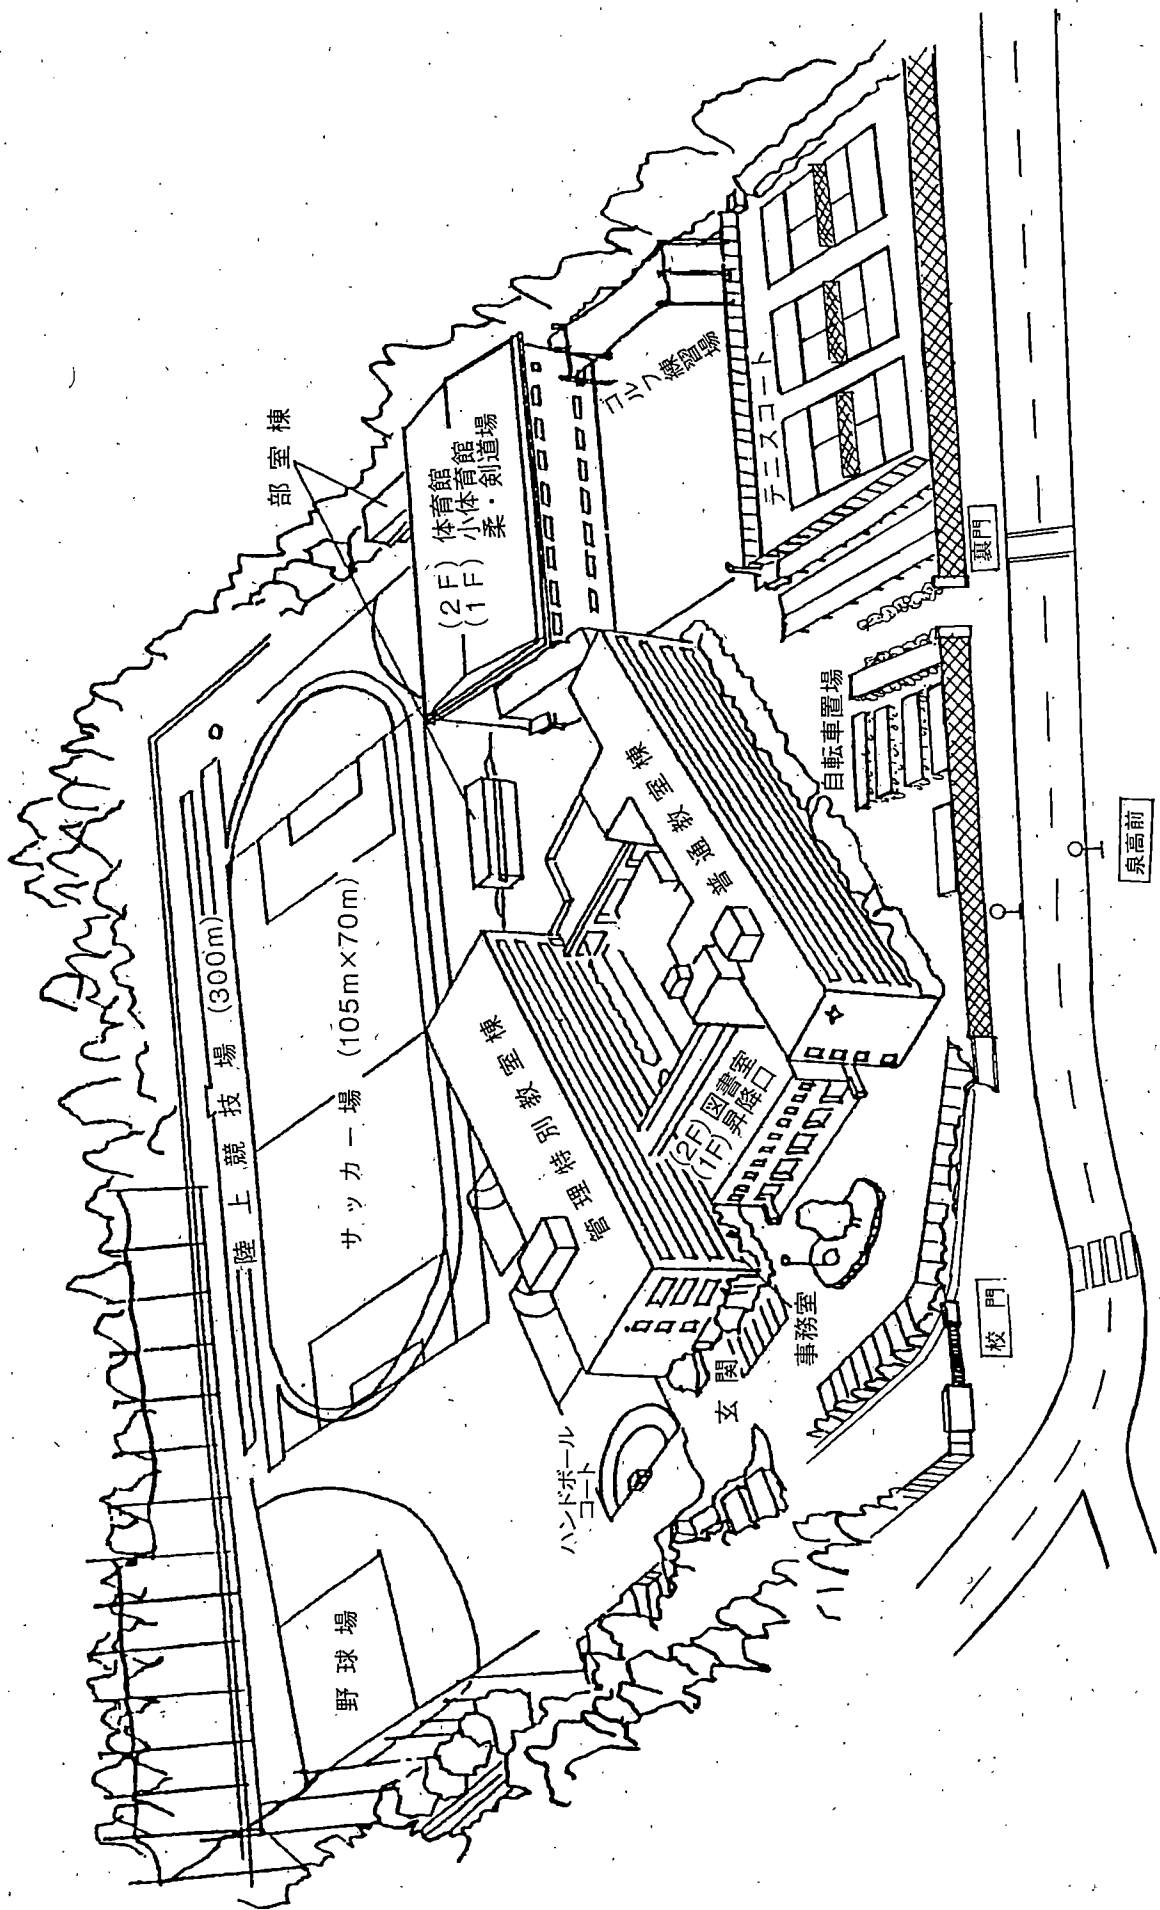 部室棟
陸上競技場(300m)
サッカー場(105m×70m)
野球場
(2F)体育館
(1F)小体育館
柔・剣道場
ゴルフ練習場
テニスコート
管理特別教室棟
普通教室棟
(2F)図書室
(1F)昇降口
ハンドボール
コート
玄関
事務室
自転車置場
裏門
校門
泉高前